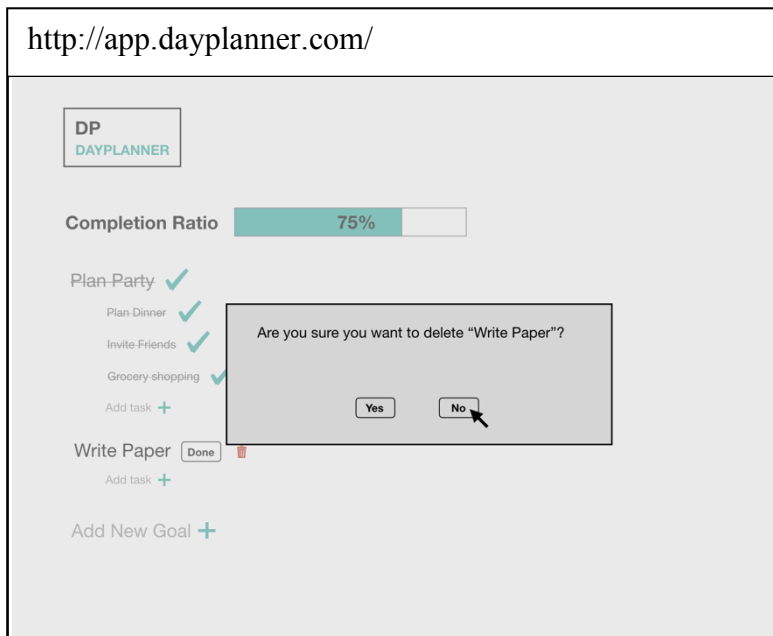 http://app.dayplanner.com/
DP
DAYPLANNER
Completion Ratio 75%
Plan Party
Plan Dinner
Invite Friends
Grocery shopping
Add task
Are you sure you want to delete “Write Paper”?
Yes No
Write Paper Done
Add task
Add New Goal